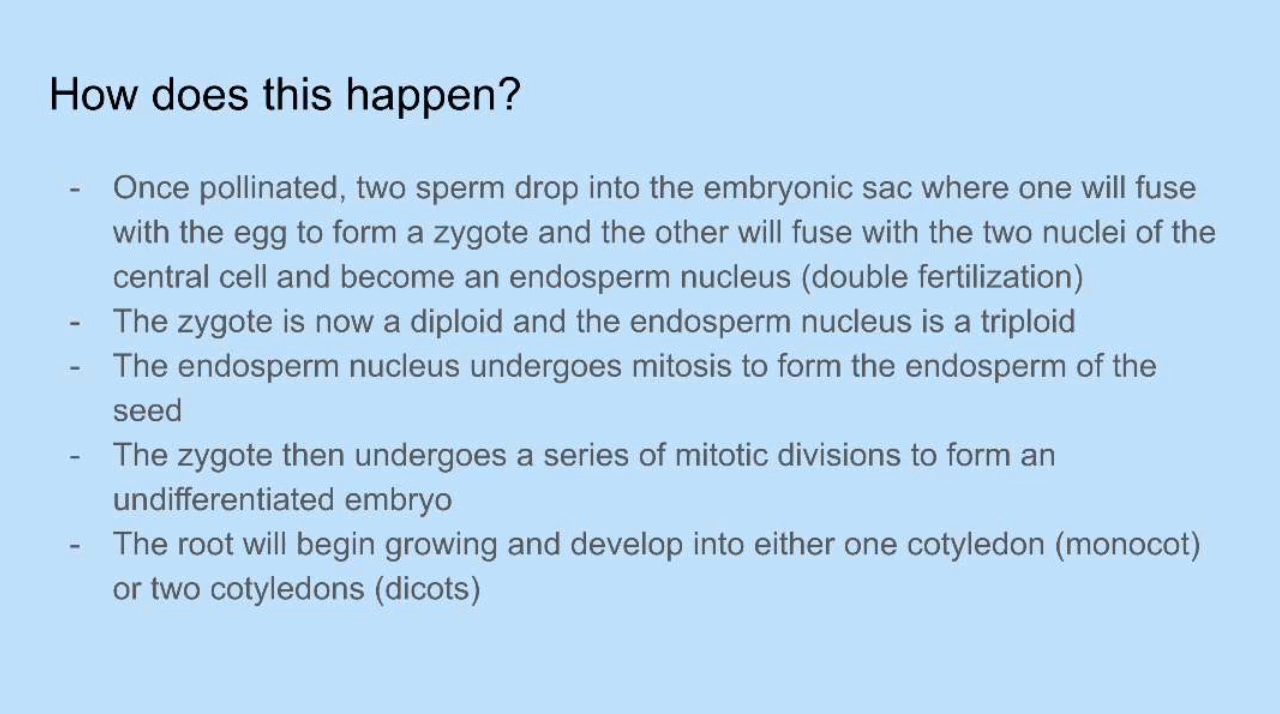 How does this happen?
- Once pollinated, two sperm drop into the embryonic sac where one will fuse
with the egg to form a zygote and the other will fuse with the two nuclei of the
central cell and become an endosperm nucleus (double fertilization)
- The zygote is now a diploid and the endosperm nucleus is a triploid
- The endosperm nucleus undergoes mitosis to form the endosperm of the
seed
- The zygote then undergoes a series of mitotic divisions to form an
undifferentiated embryo
- The root will begin growing and develop into either one cotyledon (monocot)
or two cotyledons (dicots)